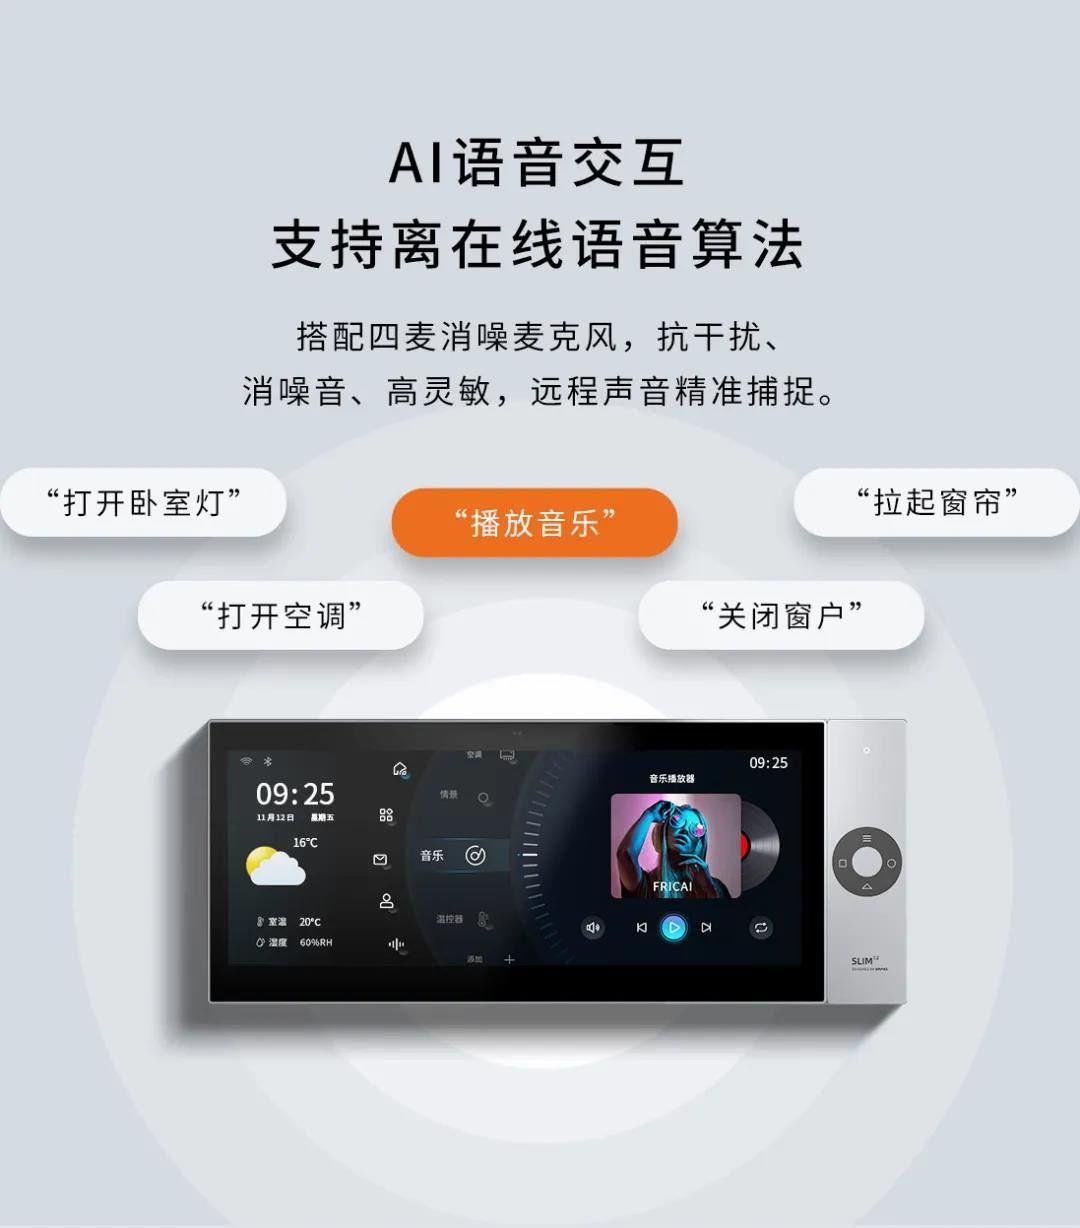 AI语音交互
支持离在线语音算法
搭配四麦消噪麦克风，抗干扰、
消噪音、高灵敏，远程声音精准捕捉。
“打开卧室灯”
“播放音乐”
“拉起窗帘”
“打开空调”
“关闭窗户”
09:25
11月12日 星期五
16℃
室温 20℃
湿度 60%RH
空调
情景
音乐
温控器
添加
09:25
音乐播放器
FRICAI
SLIM